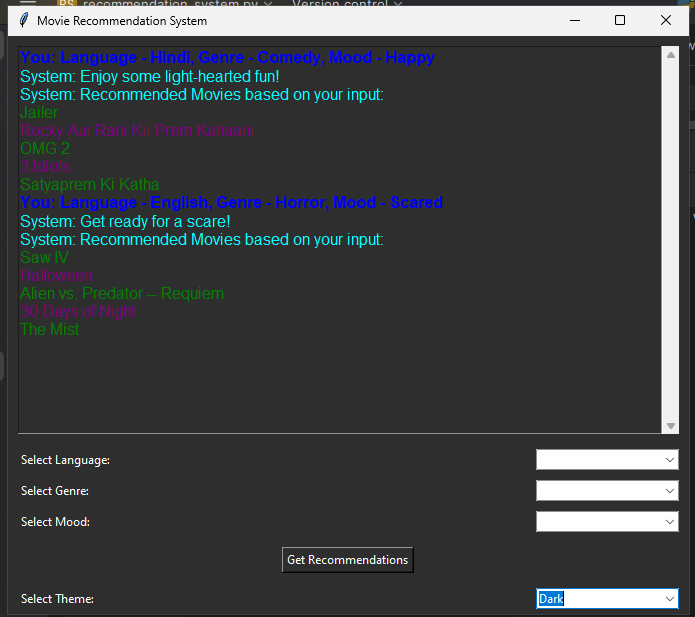 recommendation_system.py
Version control
Movie Recommendation System
You: Language - Hindi, Genre - Comedy, Mood - Happy
System: Enjoy some light-hearted fun!
System: Recommended Movies based on your input:
Jailer
Rocky Aur Rani Kii Prem Kahaani
OMG 2
3 Idiots
Satyaprem Ki Katha
You: Language - English, Genre - Horror, Mood - Scared
System: Get ready for a scare!
System: Recommended Movies based on your input:
Saw IV
Halloween
Alien vs. Predator -- Requiem
30 Days of Night
The Mist
Select Language:
Select Genre:
Select Mood:
Get Recommendations
Select Theme: Dark